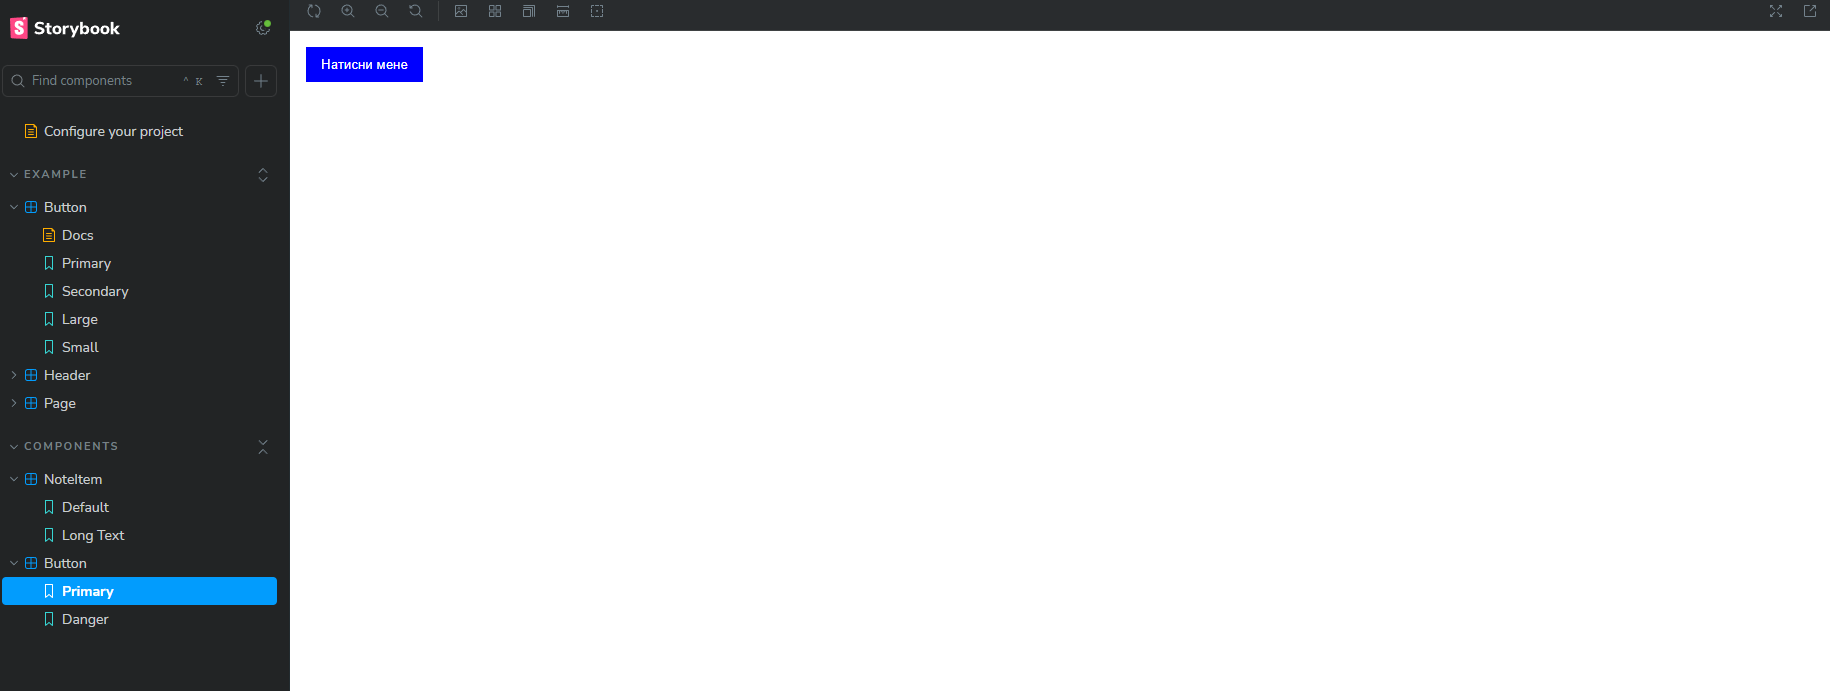 Storybook
Find components
^ K
Configure your project
EXAMPLE
Button
Docs
Primary
Secondary
Large
Small
Header
Page
COMPONENTS
NoteItem
Default
Long Text
Button
Primary
Danger
Натисни мене